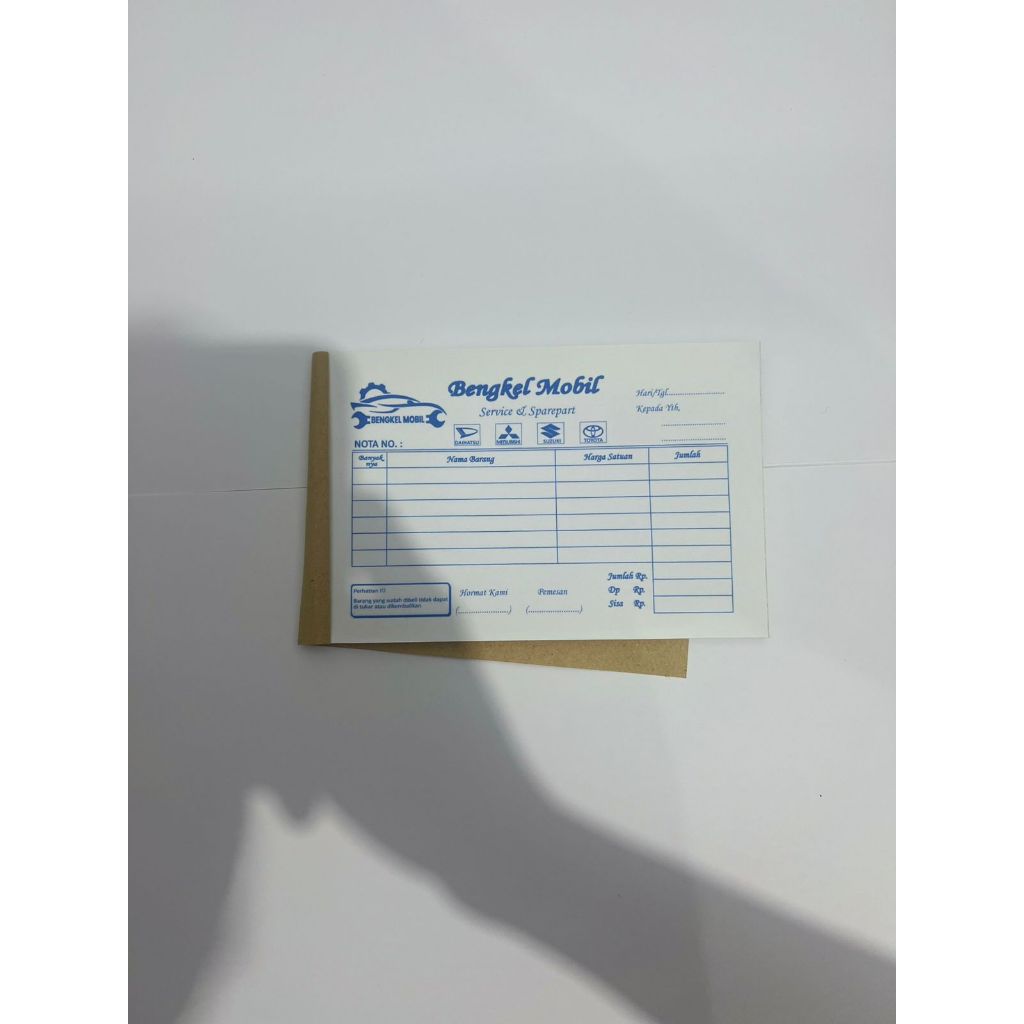 Bengkel Mobil
Service & Sparepart
BENGKEL MOBIL
DAIHATSU MITSUBISHI SUZUKI TOYOTA
Hari/Tgl............................
Kepada Yth,
............................
............................
NOTA NO. :
Banyak nya Nama Barang Harga Satuan Jumlah
Jumlah Rp.
Dp Rp.
Sisa Rp.
Perhatian !!!
Barang yang sudah dibeli tidak dapat
di tukar atau dikembalikan
Hormat Kami Pemesan
(......................) (......................)